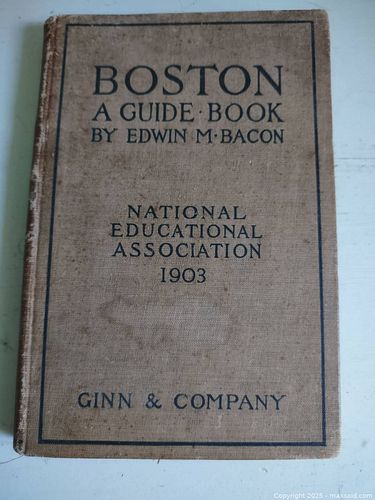 BOSTON
A GUIDE·BOOK
BY EDWIN M·BACON
NATIONAL
EDUCATIONAL
ASSOCIATION
1903
GINN & COMPANY
Copyright 2025 - maxsold.com